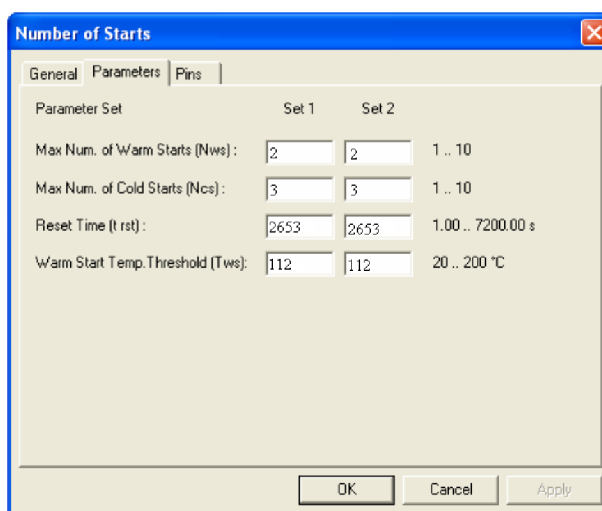 Number of Starts
General Parameters Pins
Parameter Set Set 1 Set 2
Max Num. of Warm Starts (Nws) : 2 2 1 .. 10
Max Num. of Cold Starts (Ncs) : 3 3 1 .. 10
Reset Time (t rst) : 2653 2653 1.00 .. 7200.00 s
Warm Start Temp.Threshold (Tws): 112 112 20 .. 200 °C
OK Cancel Apply